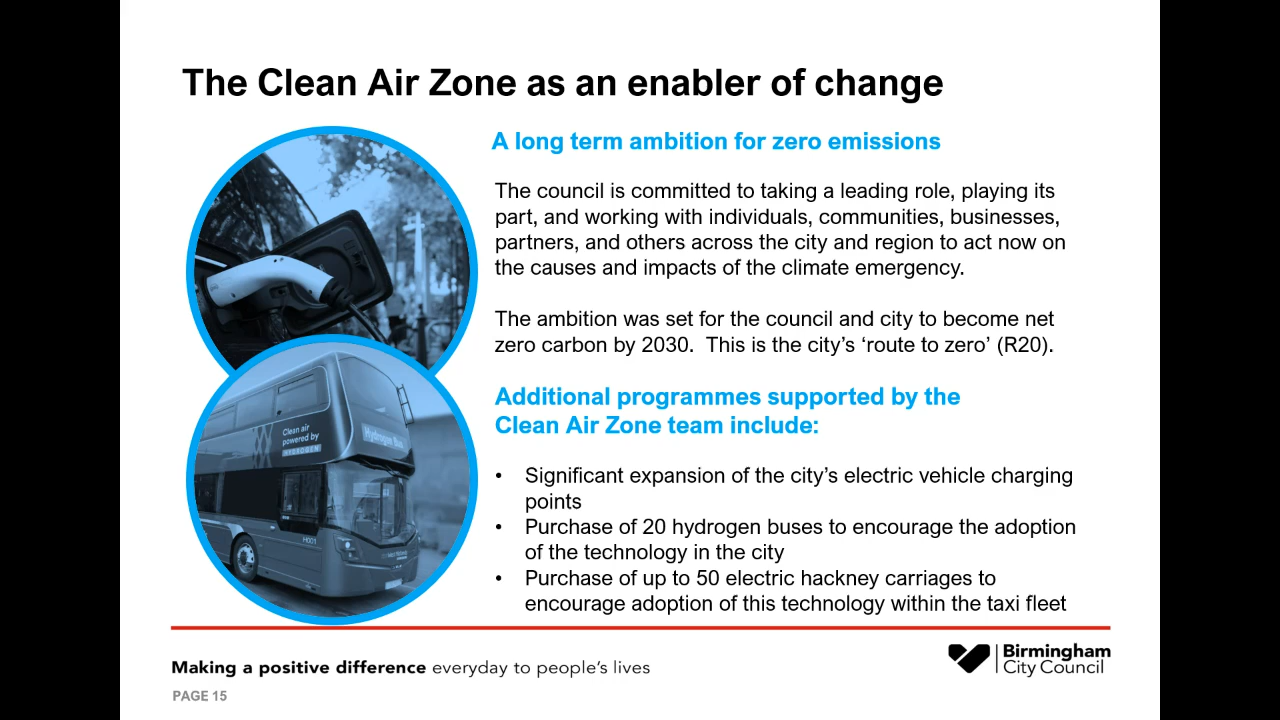 The Clean Air Zone as an enabler of change
A long term ambition for zero emissions
The council is committed to taking a leading role, playing its
part, and working with individuals, communities, businesses,
partners, and others across the city and region to act now on
the causes and impacts of the climate emergency.
The ambition was set for the council and city to become net
zero carbon by 2030.  This is the city's 'route to zero' (R20).
Additional programmes supported by the
Clean Air Zone team include:
• Significant expansion of the city's electric vehicle charging
points
• Purchase of 20 hydrogen buses to encourage the adoption
of the technology in the city
• Purchase of up to 50 electric hackney carriages to
encourage adoption of this technology within the taxi fleet
Clean air
powered by
HYDROGEN
Hydrogen Bus
H001
Making a positive difference everyday to people's lives
Birmingham
City Council
PAGE 15